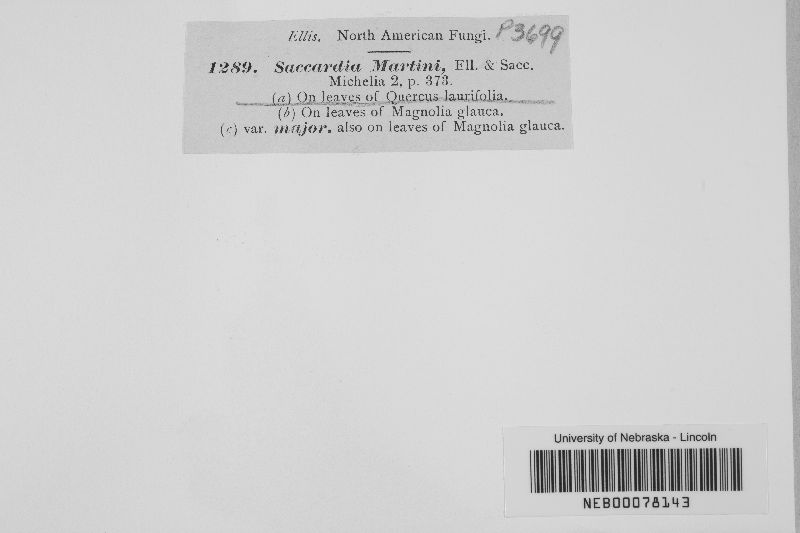 Ellis. North American Fungi. P3699
1289. Saccardia Martini, Ell. & Sacc.
Michelia 2, p. 373.
(a) On leaves of Quercus laurifolia.
(b) On leaves of Magnolia glauca.
(c) var. major. also on leaves of Magnolia glauca.
University of Nebraska - Lincoln
NEB00078143